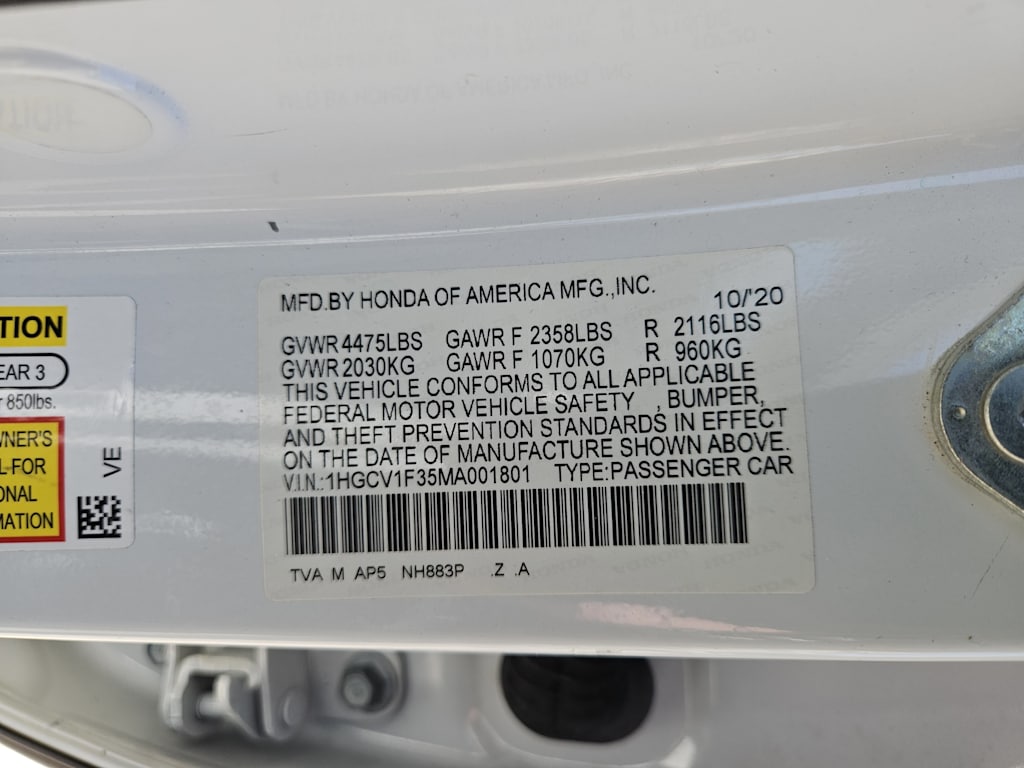 MFD.BY HONDA OF AMERICA MFG.,INC.
10/'20
GVWR 4475LBS GAWR F 2358LBS R 2116LBS
GVWR 2030KG GAWR F 1070KG R 960KG
THIS VEHICLE CONFORMS TO ALL APPLICABLE
FEDERAL MOTOR VEHICLE SAFETY , BUMPER,
AND THEFT PREVENTION STANDARDS IN EFFECT
ON THE DATE OF MANUFACTURE SHOWN ABOVE.
V.I.N.:1HGCV1F35MA001801 TYPE:PASSENGER CAR
TVA M AP5 NH883P .Z .A
TION
EAR 3
850lbs.
WNER'S
L FOR
ONAL
MATION
VE